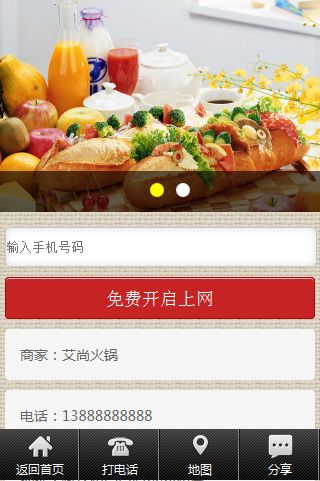 输入手机号码
免费开启上网
商家：艾尚火锅
电话：13888888888
返回首页
打电话
地图
分享